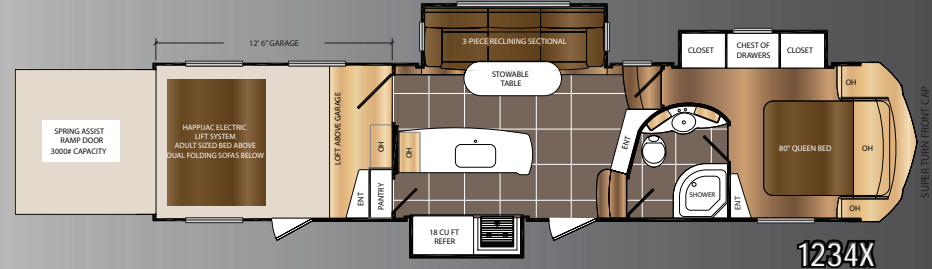 12' 6" GARAGE
3-PIECE RECLINING SECTIONAL
STOWABLE
TABLE
CLOSET
CHEST OF
DRAWERS
CLOSET
SPRING ASSIST
RAMP DOOR
3000# CAPACITY
HAPPIJAC ELECTRIC
LIFT SYSTEM
ADULT SIZED BED ABOVE
DUAL FOLDING SOFAS BELOW
LOFT ABOVE GARAGE
OH
OH
ENT
PANTRY
18 CU FT
REFER
ENT
SHOWER
ENT
80" QUEEN BED
OH
OH
OH
SUPER TURN FRONT CAP
1234X